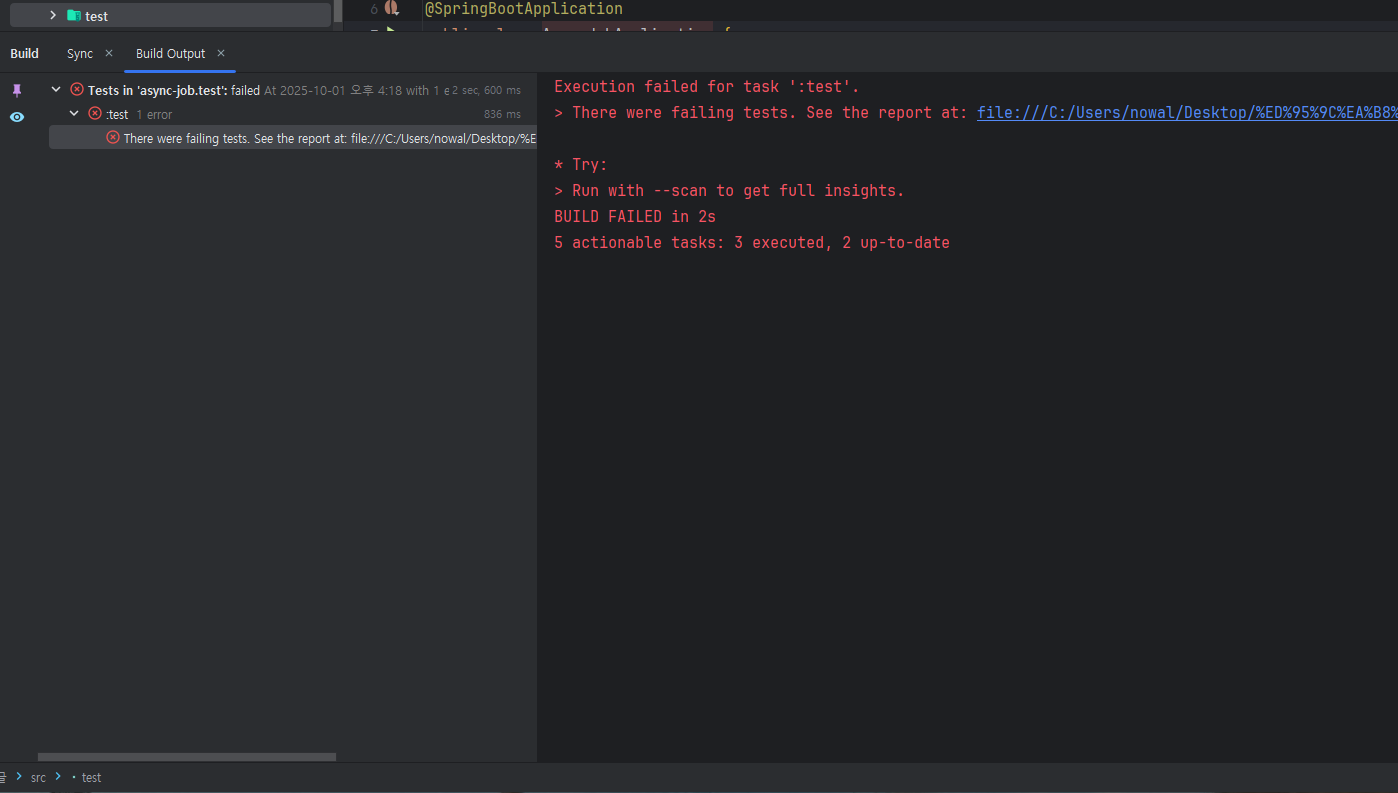 test
6
@SpringBootApplication
Build
Sync
Build Output
Tests in 'async-job.test': failed At 2025-10-01 오후 4:18 with 1 e 2 sec, 600 ms
:test 1 error 836 ms
There were failing tests. See the report at: file:///C:/Users/nowal/Desktop/%E
Execution failed for task ':test'.
> There were failing tests. See the report at: file:///C:/Users/nowal/Desktop/%ED%95%9C%EA%B8%
* Try:
> Run with --scan to get full insights.
BUILD FAILED in 2s
5 actionable tasks: 3 executed, 2 up-to-date
src
test